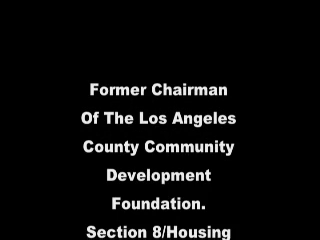 Former Chairman
Of The Los Angeles
County Community
Development
Foundation.
Section 8/Housing